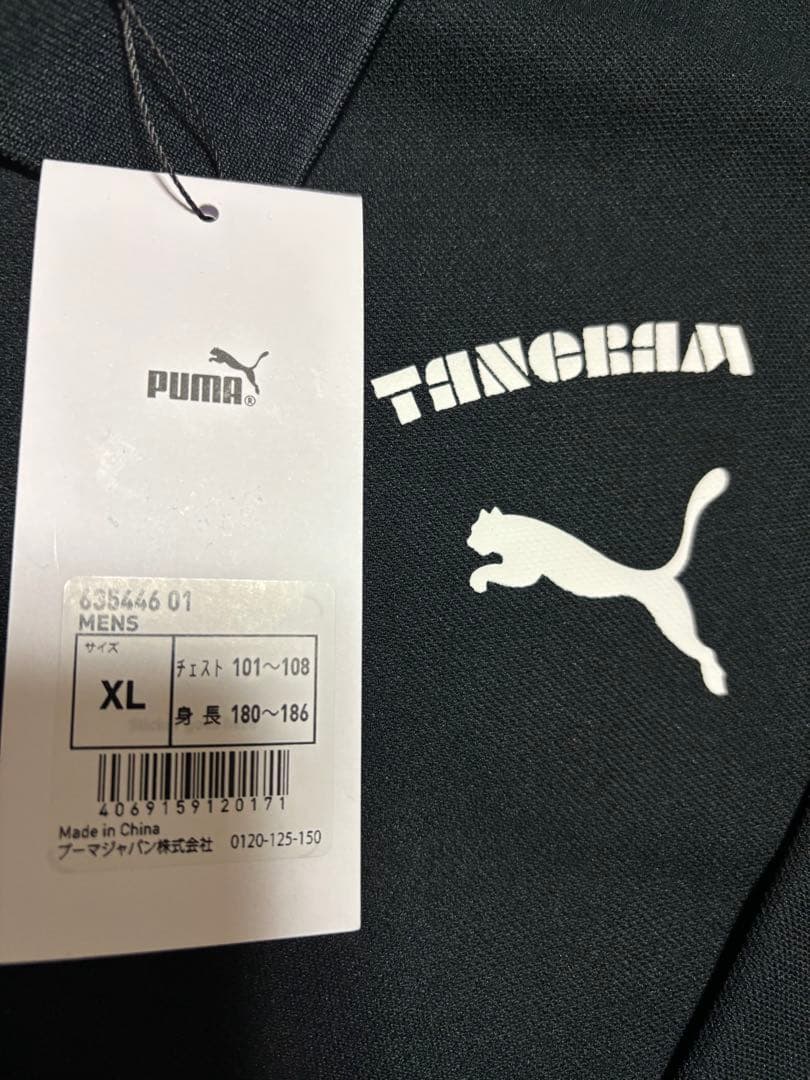 PUMA®
TANGRAM
635446 01
MENS
サイズ
XL
チェスト 101～108
身長 180～186
4069159120171
Made in China
プーマジャパン株式会社 0120-125-150